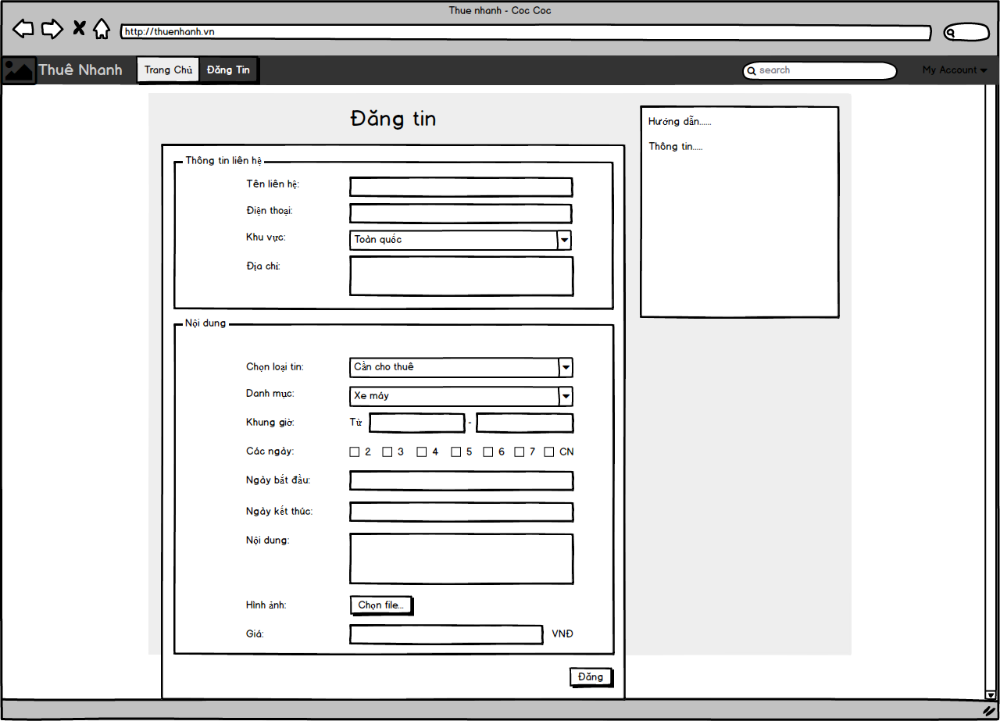 Thue nhanh - Coc Coc
http://thuenhanh.vn
Thuê Nhanh Trang Chủ Đăng Tin search My Account
Đăng tin
Hướng dẫn......
Thông tin.....
Thông tin liên hệ
Tên liên hệ:
Điện thoại:
Khu vực: Toàn quốc
Địa chỉ:
Nội dung
Chọn loại tin: Cần cho thuê
Danh mục: Xe máy
Khung giờ: Từ -
Các ngày: 2 3 4 5 6 7 CN
Ngày bắt đầu:
Ngày kết thúc:
Nội dung:
Hình ảnh: Chọn file...
Giá: VNĐ
Đăng